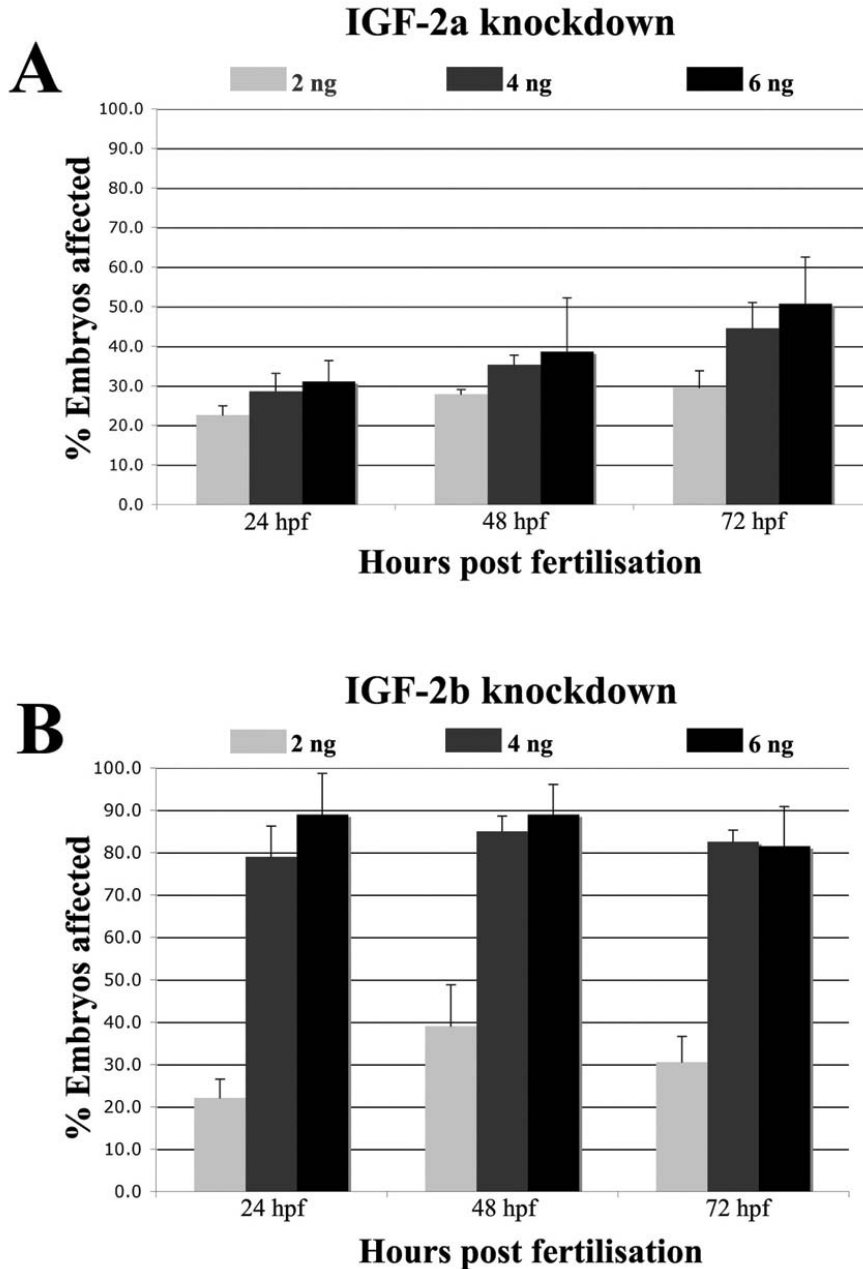 IGF-2a knockdown
A
2 ng 4 ng 6 ng
100.0
90.0
80.0
70.0
60.0
50.0
40.0
30.0
20.0
10.0
0.0
% Embryos affected
24 hpf 48 hpf 72 hpf
Hours post fertilisation
IGF-2b knockdown
B
2 ng 4 ng 6 ng
100.0
90.0
80.0
70.0
60.0
50.0
40.0
30.0
20.0
10.0
0.0
% Embryos affected
24 hpf 48 hpf 72 hpf
Hours post fertilisation